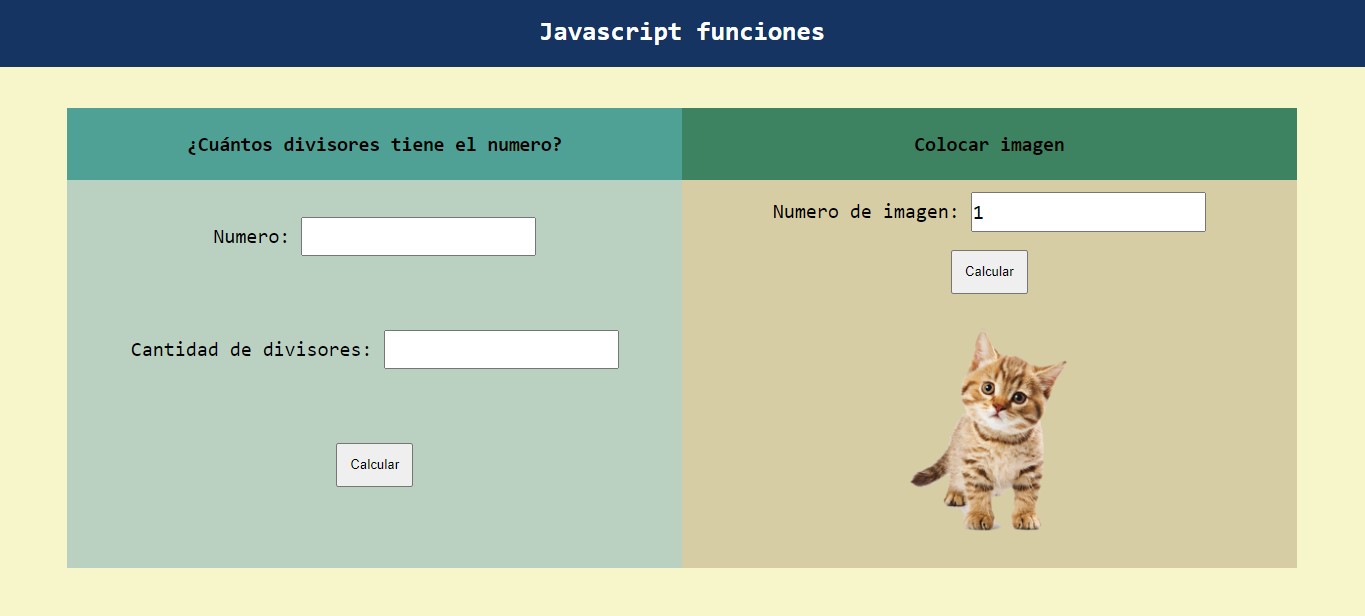 Javascript funciones
¿Cuántos divisores tiene el numero?
Numero:
Cantidad de divisores:
Calcular
Colocar imagen
Numero de imagen: 1
Calcular